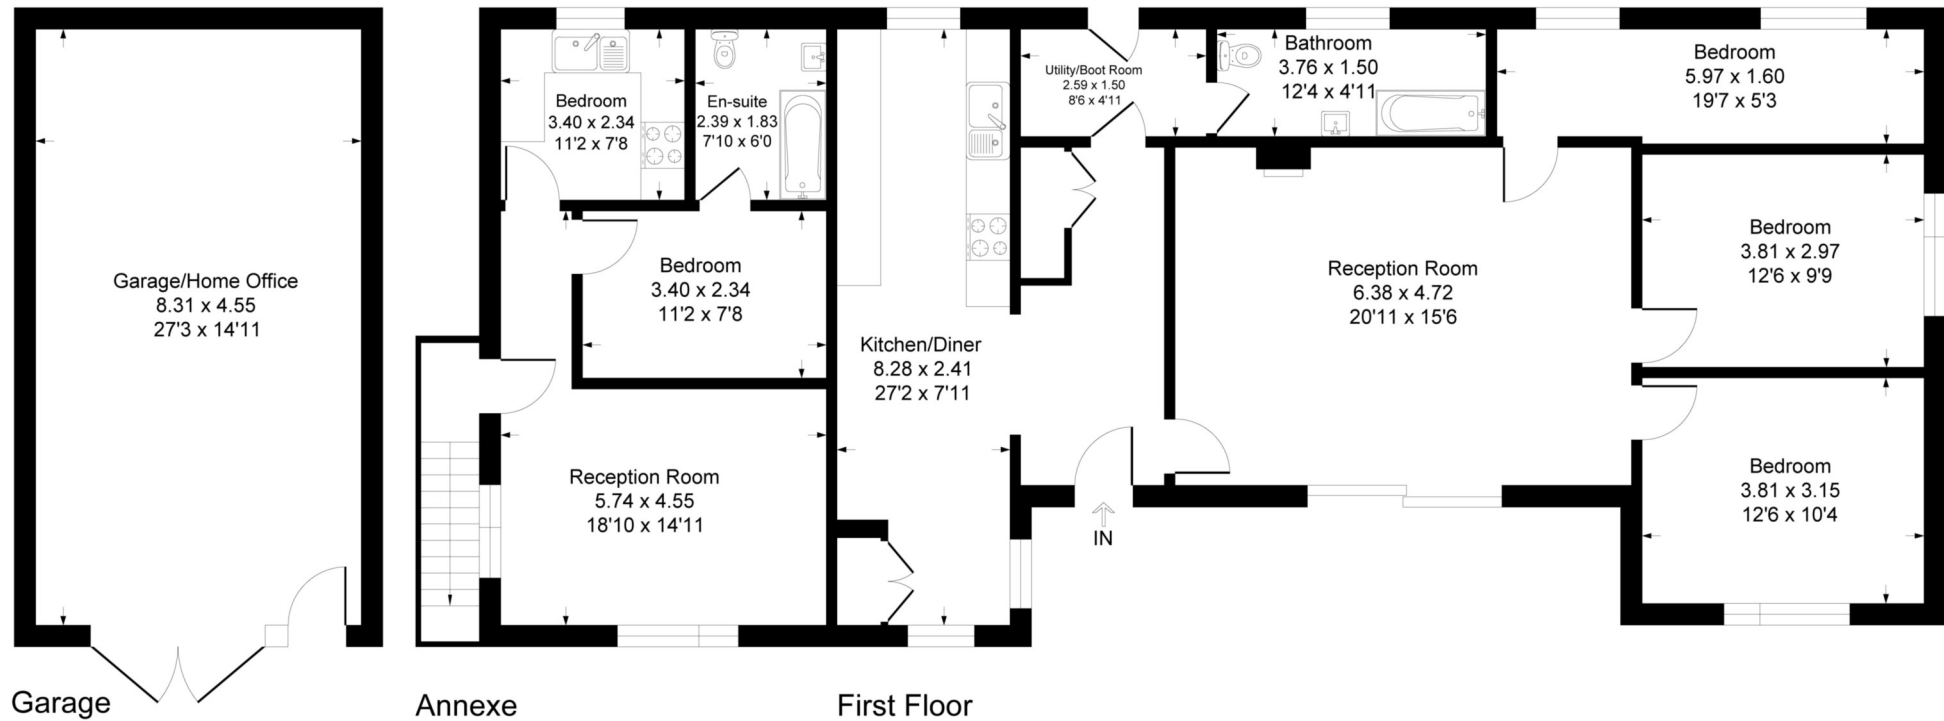 Garage/Home Office
8.31 x 4.55
27'3 x 14'11
Garage
Bedroom
3.40 x 2.34
11'2 x 7'8
En-suite
2.39 x 1.83
7'10 x 6'0
Bedroom
3.40 x 2.34
11'2 x 7'8
Reception Room
5.74 x 4.55
18'10 x 14'11
Annexe
Kitchen/Diner
8.28 x 2.41
27'2 x 7'11
Utility/Boot Room
2.59 x 1.50
8'6 x 4'11
Bathroom
3.76 x 1.50
12'4 x 4'11
Bedroom
5.97 x 1.60
19'7 x 5'3
Reception Room
6.38 x 4.72
20'11 x 15'6
Bedroom
3.81 x 2.97
12'6 x 9'9
Bedroom
3.81 x 3.15
12'6 x 10'4
IN
First Floor